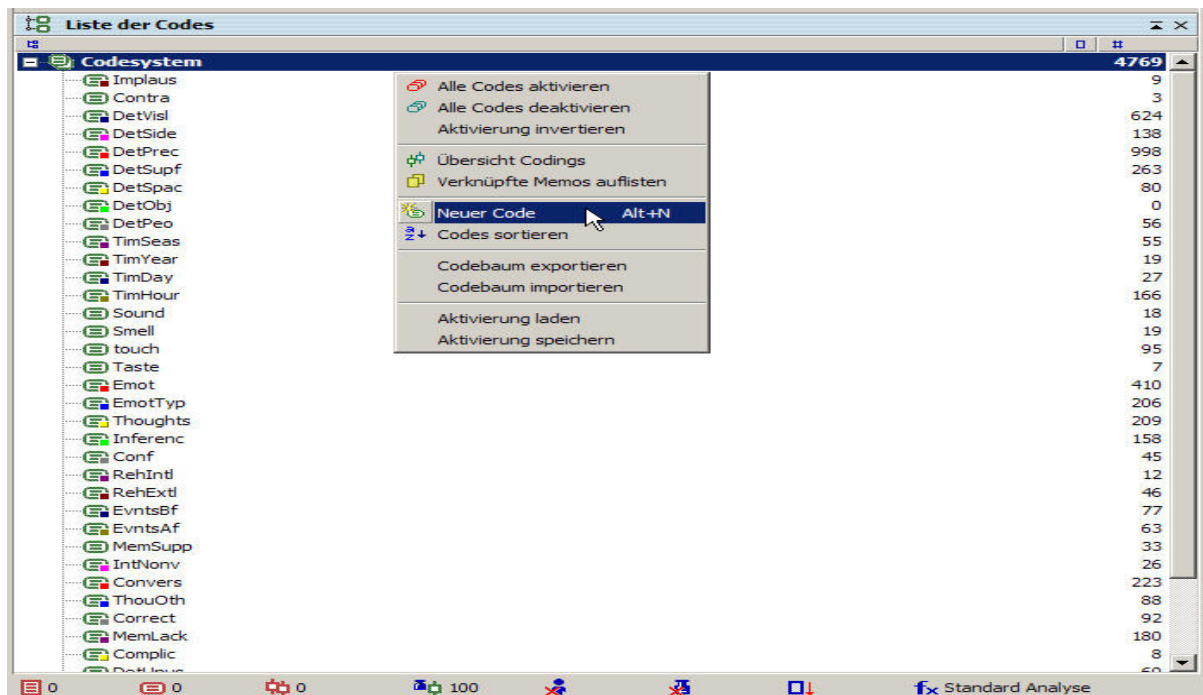 Liste der Codes
#
Codesystem 4769
Implaus 9
Contra 3
DetVisl 624
DetSide 138
DetPrec 998
DetSupf 263
DetSpac 80
DetObj 0
DetPeo 56
TimSeas 55
TimYear 19
TimDay 27
TimHour 166
Sound 18
Smell 19
touch 95
Taste 7
Emot 410
EmotTyp 206
Thoughts 209
Inferenc 158
Conf 45
RehIntl 12
RehExtl 46
EvntsBf 77
EvntsAf 63
MemSupp 33
IntNonv 26
Convers 223
ThouOth 88
Correct 92
MemLack 180
Complic 8
Alle Codes aktivieren
Alle Codes deaktivieren
Aktivierung invertieren
Übersicht Codings
Verknüpfte Memos auflisten
Neuer Code Alt+N
Codes sortieren
Codebaum exportieren
Codebaum importieren
Aktivierung laden
Aktivierung speichern
0 0 0 100 fx Standard Analyse